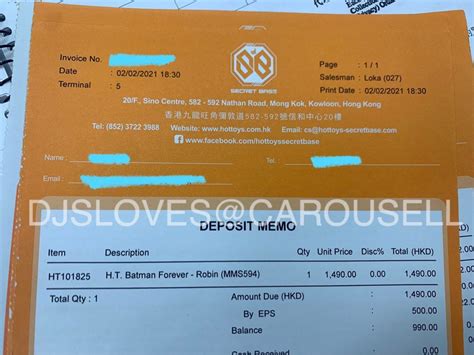 Invoice No.
Date : 02/02/2021 18:30
Terminal : 5
SB
SECRET BASE
Page : 1 / 1
Salesman : Loka (027)
Print Date : 02/02/2021 18:30
20/F., Sino Centre, 582 - 592 Nathan Road, Mong Kok, Kowloon, Hong Kong
香港九龍旺角彌敦道582-592號信和中心20樓
Tel: (852) 3722 3988 Website: www.hottoys.com.hk Email: cs@hottoys-secretbase.com
www.facebook.com/hottoyssecretbase
Name :
Tel. :
Email :
DJSLOVES@CAROUSELL
DEPOSIT MEMO
Item Description Qty Unit Price Disc% Total (HKD)
HT101825 H.T. Batman Forever - Robin (MMS594) 1 1,490.00 0.00 1,490.00
Total Qty : 1 Amount Due (HKD) : 1,490.00
By EPS : 500.00
Balance : 990.00
Cash Received : 0.00